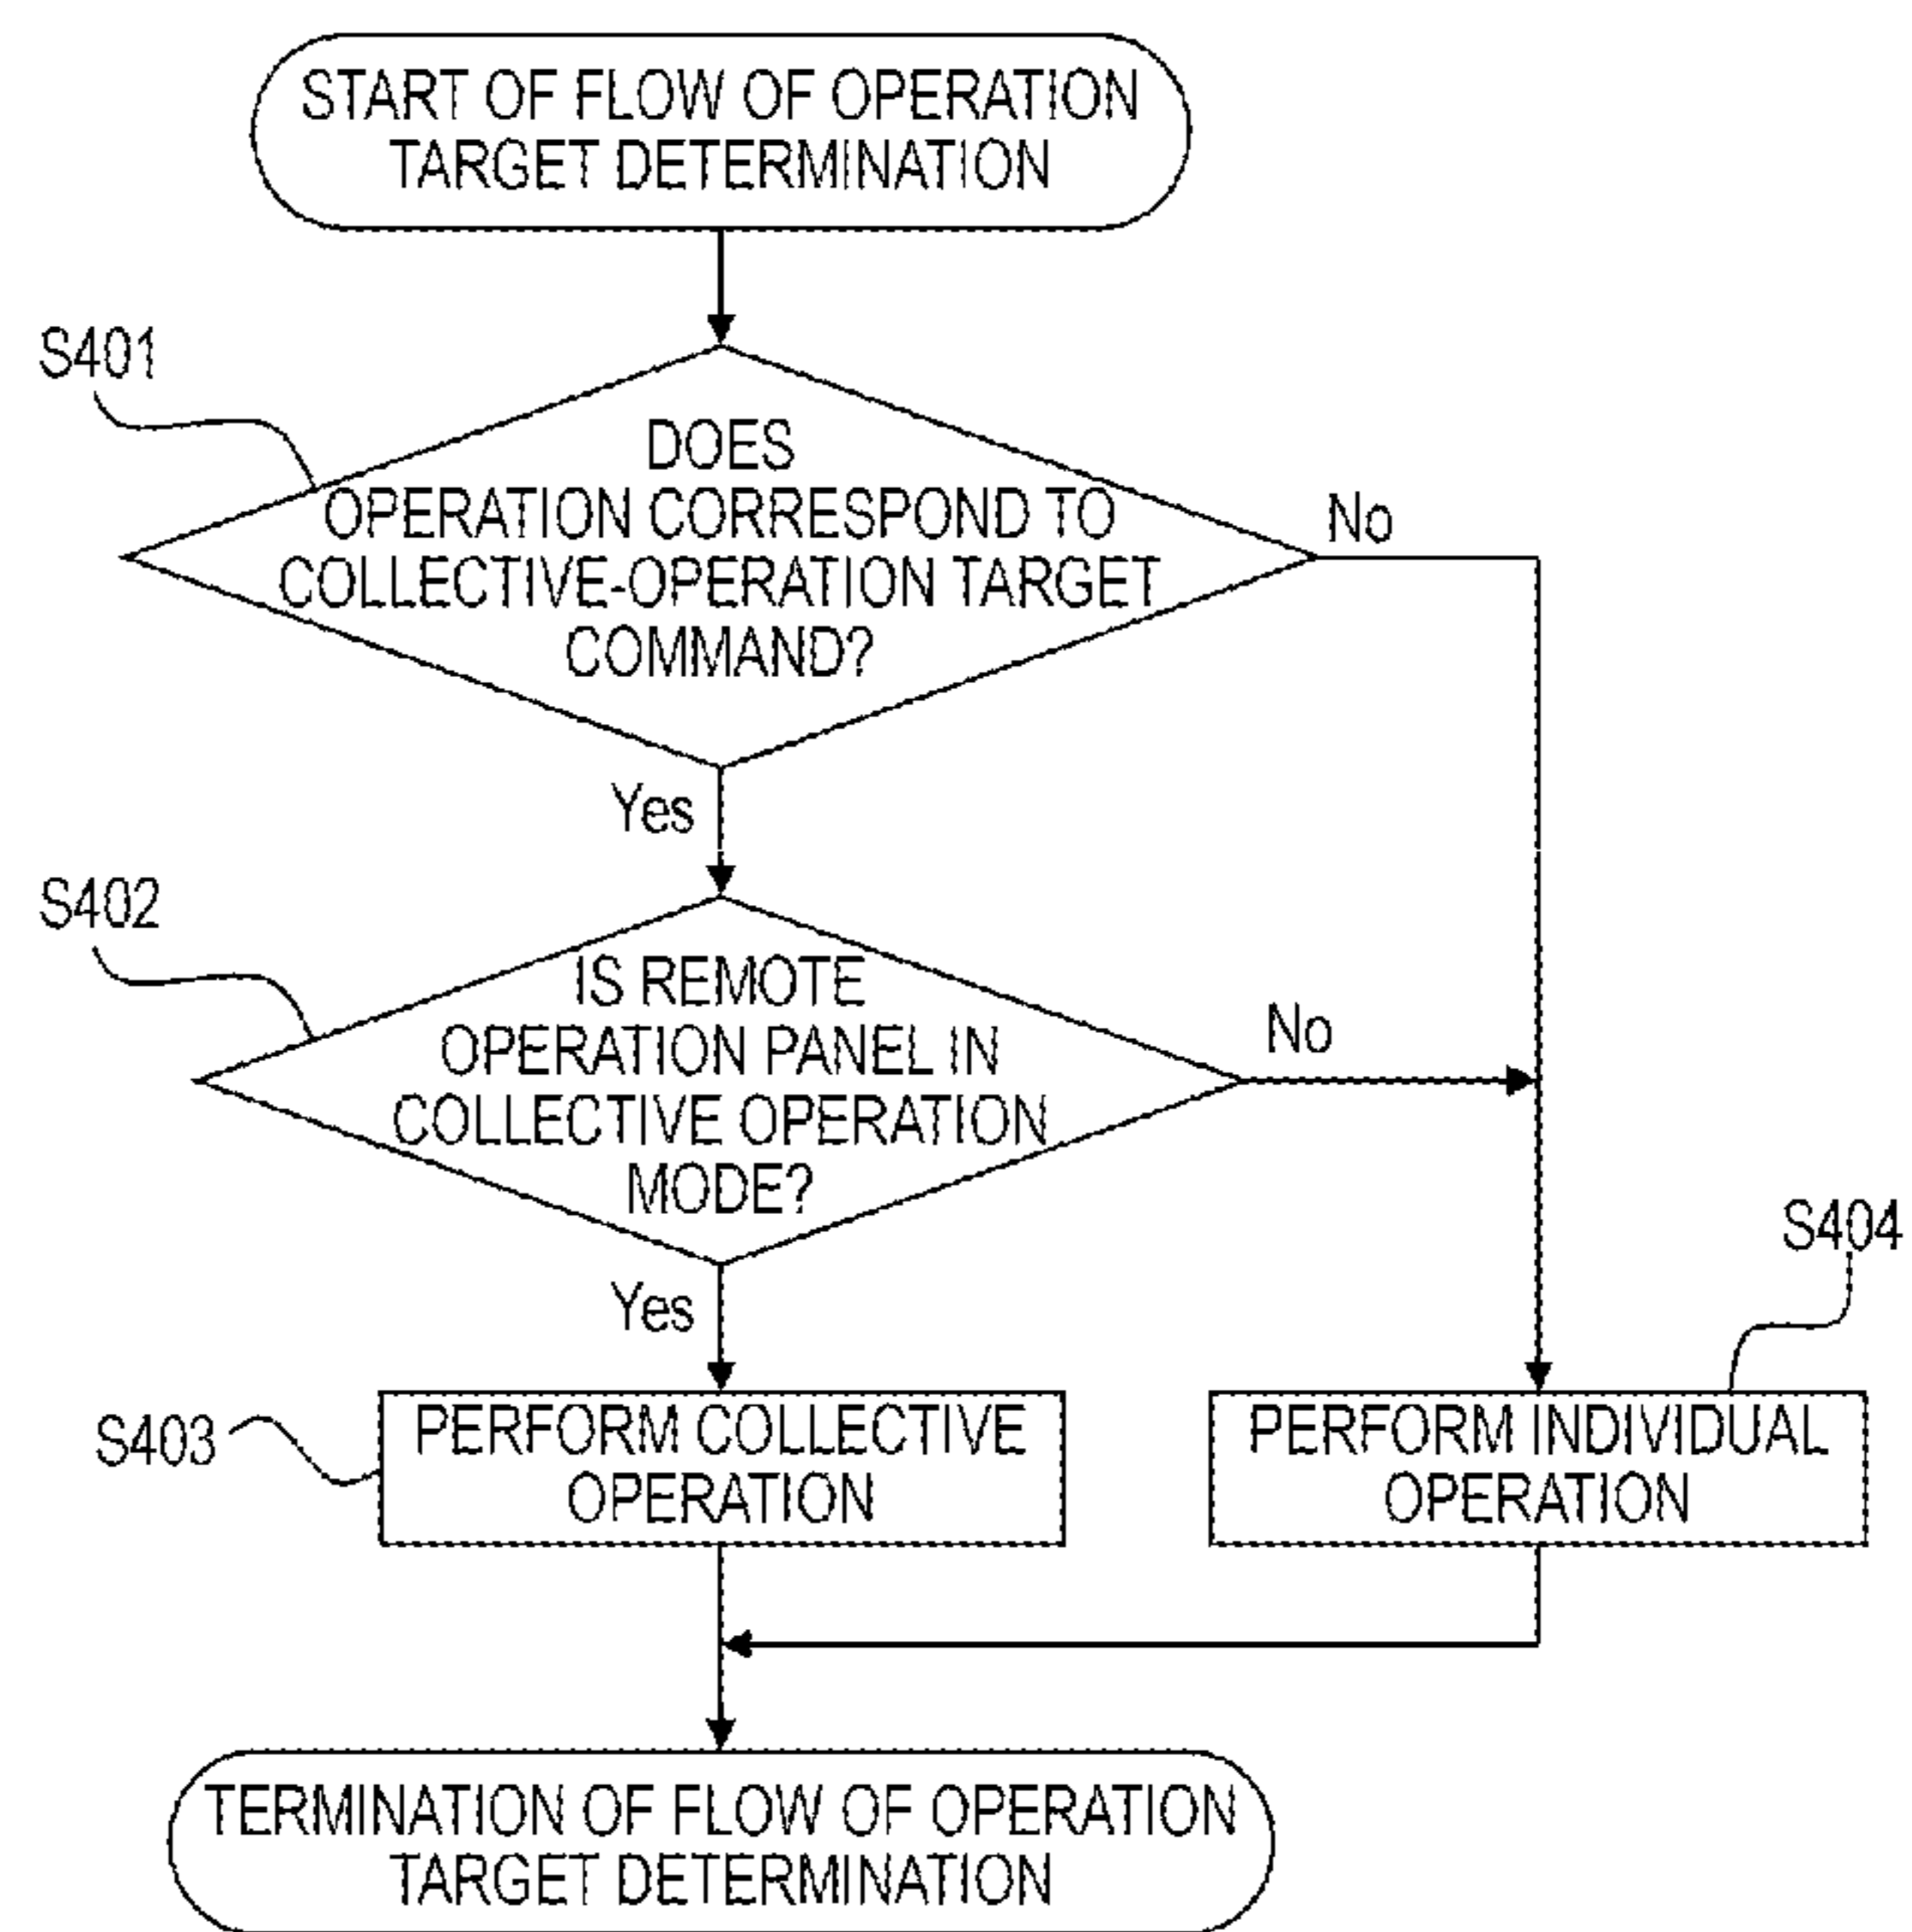 START OF FLOW OF OPERATION
TARGET DETERMINATION
S401
DOES
OPERATION CORRESPOND TO
COLLECTIVE-OPERATION TARGET
COMMAND?
No
Yes
S402
IS REMOTE
OPERATION PANEL IN
COLLECTIVE OPERATION
MODE?
No
Yes
S403
PERFORM COLLECTIVE
OPERATION
S404
PERFORM INDIVIDUAL
OPERATION
TERMINATION OF FLOW OF OPERATION
TARGET DETERMINATION